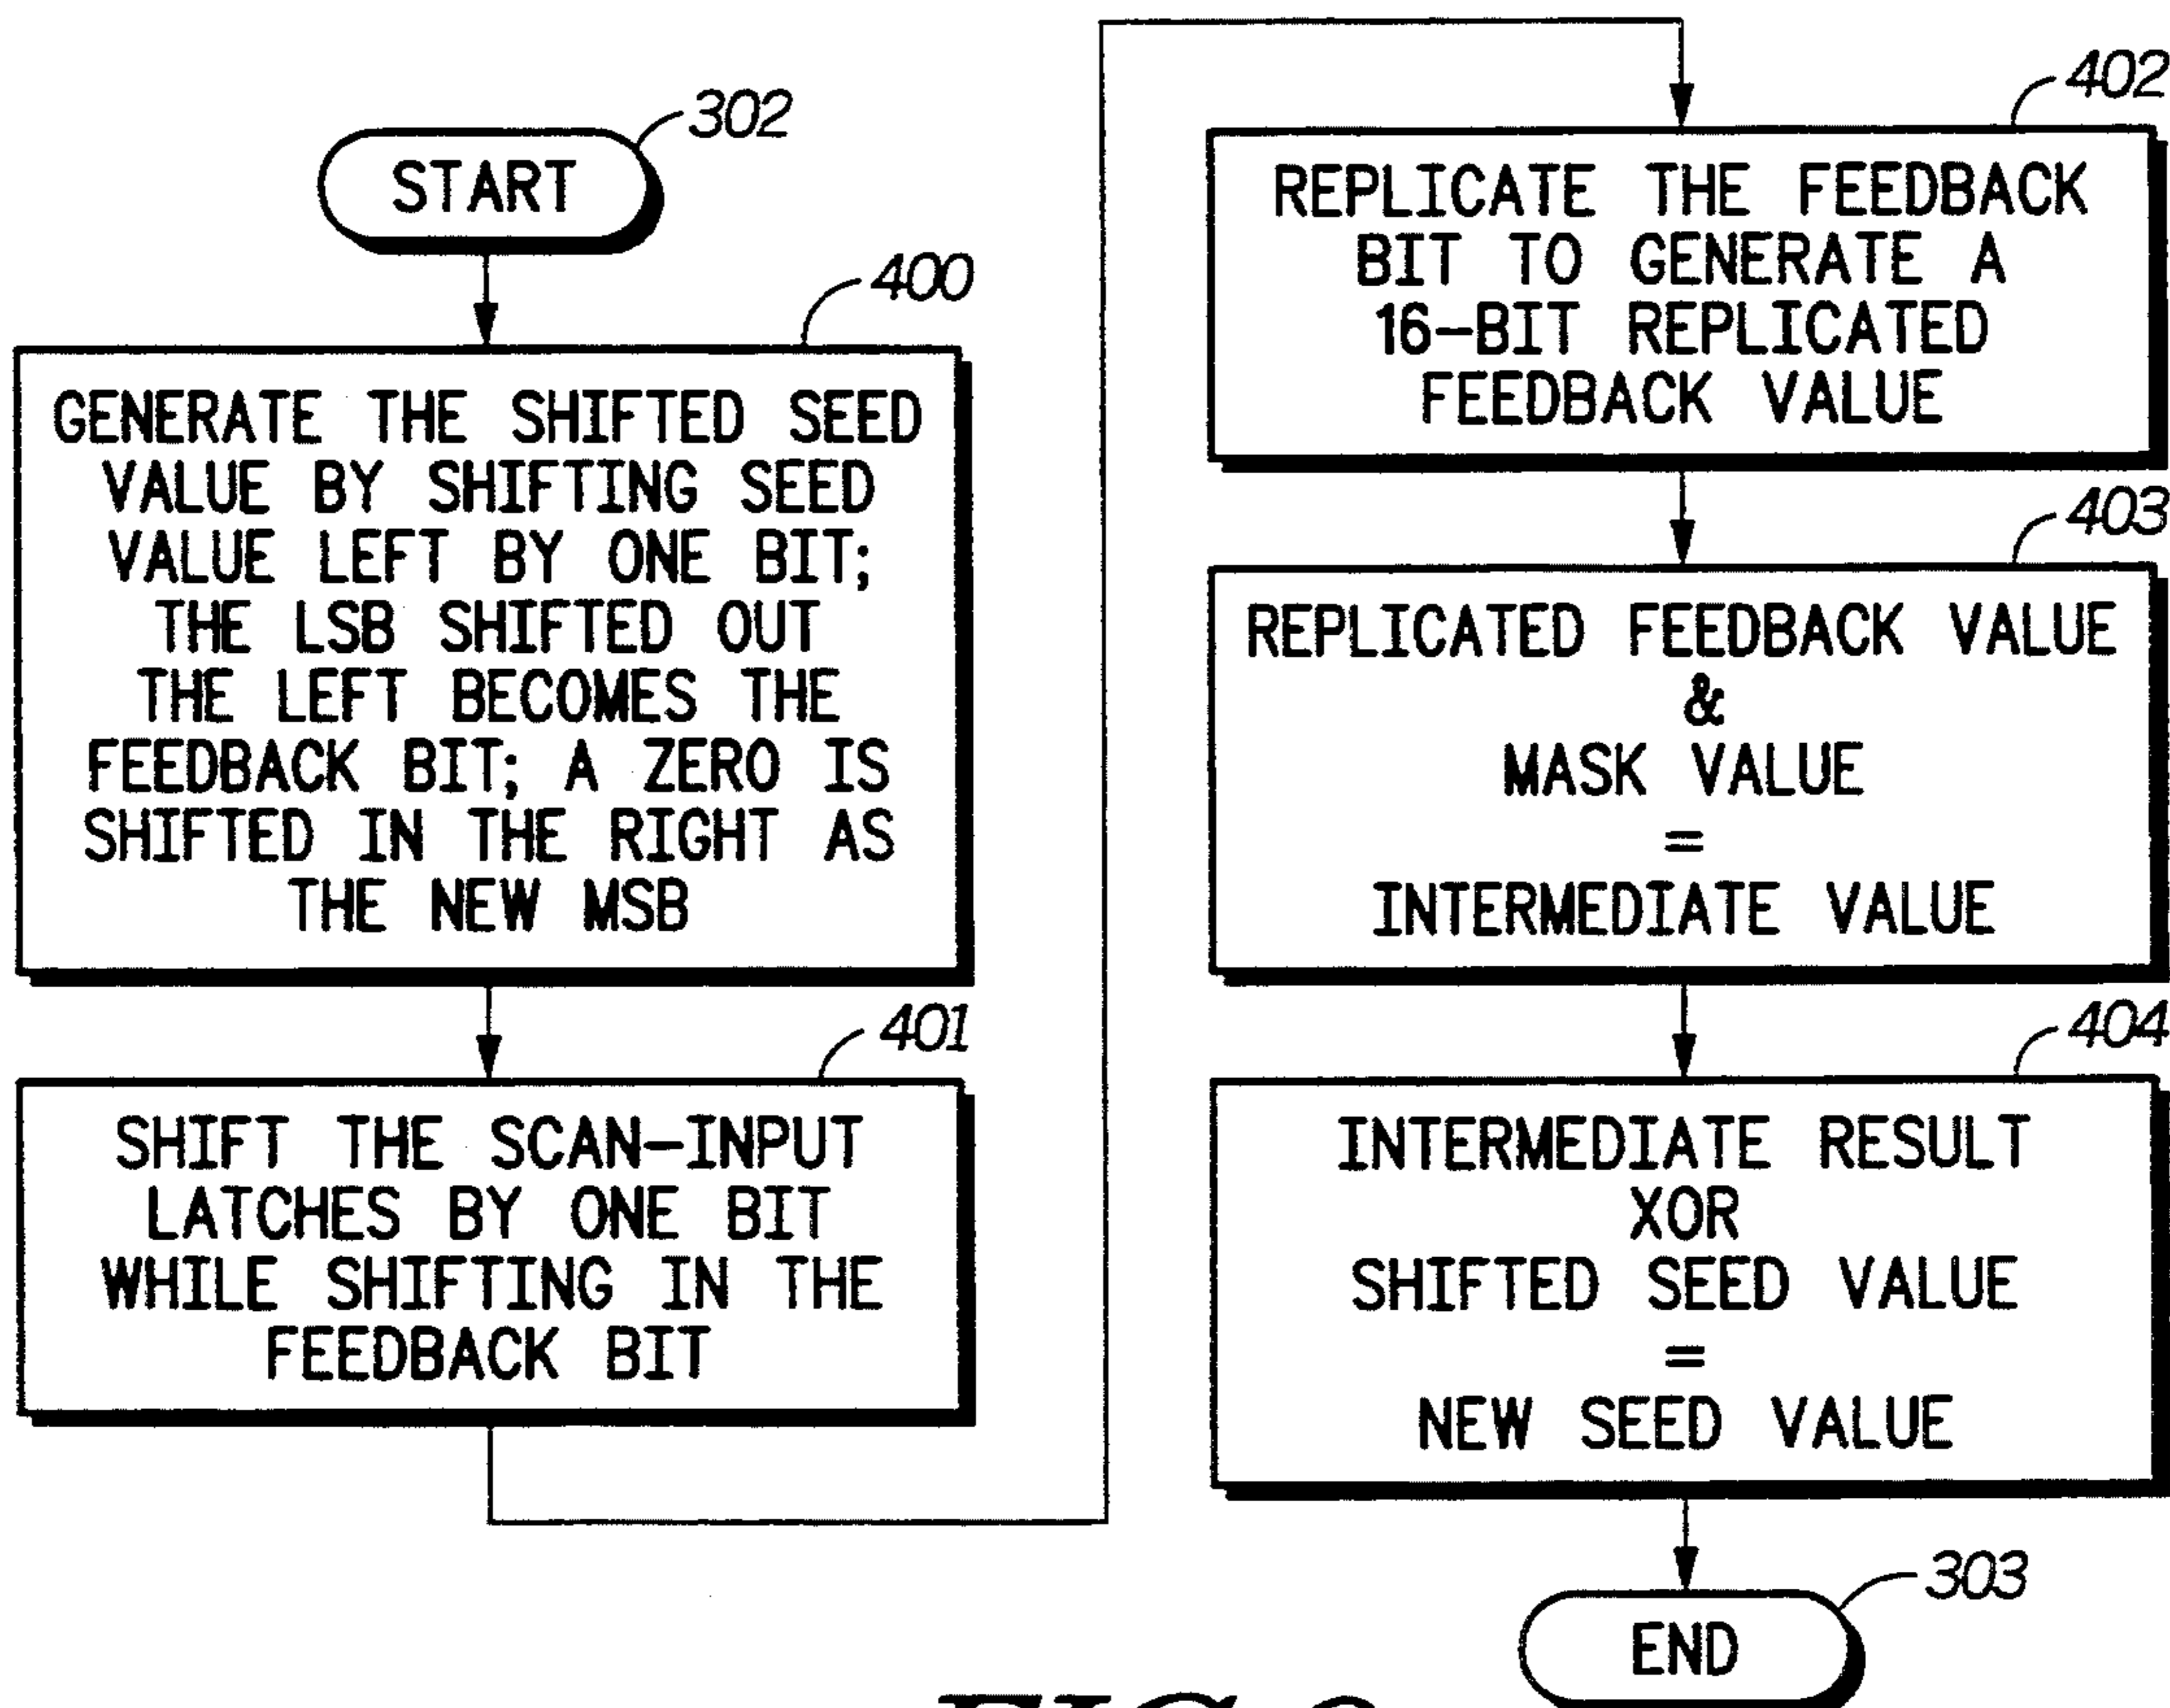 302
START
400
GENERATE THE SHIFTED SEED
VALUE BY SHIFTING SEED
VALUE LEFT BY ONE BIT;
THE LSB SHIFTED OUT
THE LEFT BECOMES THE
FEEDBACK BIT; A ZERO IS
SHIFTED IN THE RIGHT AS
THE NEW MSB
401
SHIFT THE SCAN-INPUT
LATCHES BY ONE BIT
WHILE SHIFTING IN THE
FEEDBACK BIT
402
REPLICATE THE FEEDBACK
BIT TO GENERATE A
16-BIT REPLICATED
FEEDBACK VALUE
403
REPLICATED FEEDBACK VALUE
&
MASK VALUE
=
INTERMEDIATE VALUE
404
INTERMEDIATE RESULT
XOR
SHIFTED SEED VALUE
=
NEW SEED VALUE
303
END